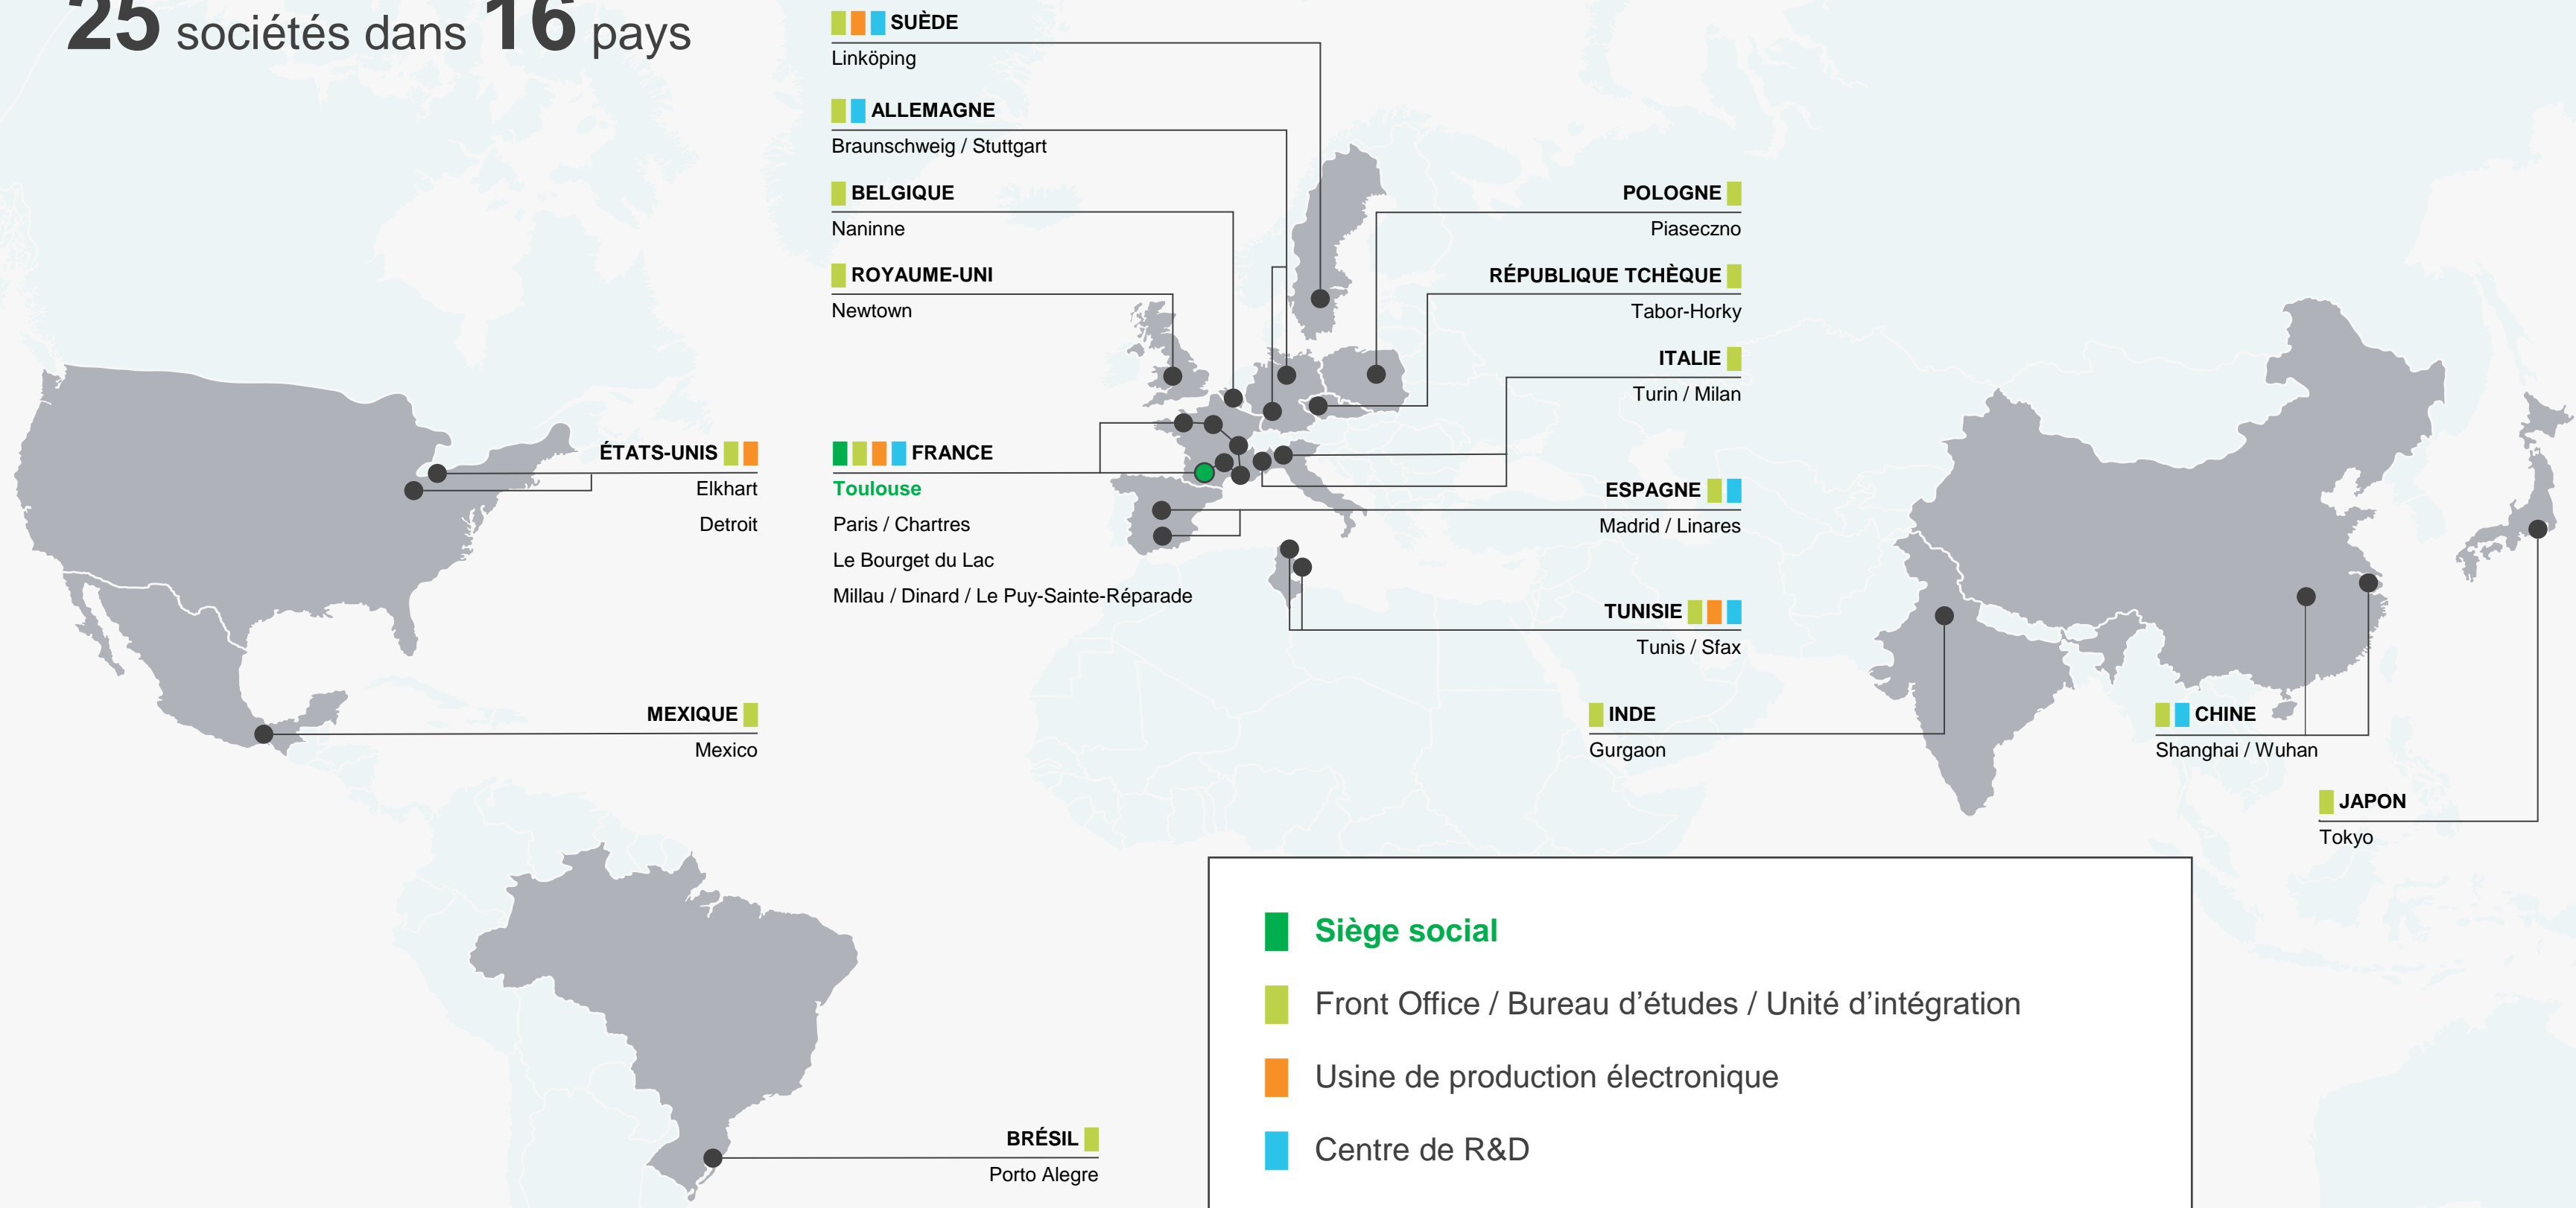 25 sociétés dans 16 pays
SUÈDE
Linköping
ALLEMAGNE
Braunschweig / Stuttgart
BELGIQUE
Naninne
ROYAUME-UNI
Newtown
POLOGNE
Piaseczno
RÉPUBLIQUE TCHÈQUE
Tabor-Horky
ITALIE
Turin / Milan
ÉTATS-UNIS
Elkhart
Detroit
FRANCE
Toulouse
Paris / Chartres
Le Bourget du Lac
Millau / Dinard / Le Puy-Sainte-Réparade
ESPAGNE
Madrid / Linares
TUNISIE
Tunis / Sfax
MEXIQUE
Mexico
INDE
Gurgaon
CHINE
Shanghai / Wuhan
JAPON
Tokyo
BRÉSIL
Porto Alegre
Siège social
Front Office / Bureau d’études / Unité d’intégration
Usine de production électronique
Centre de R&D